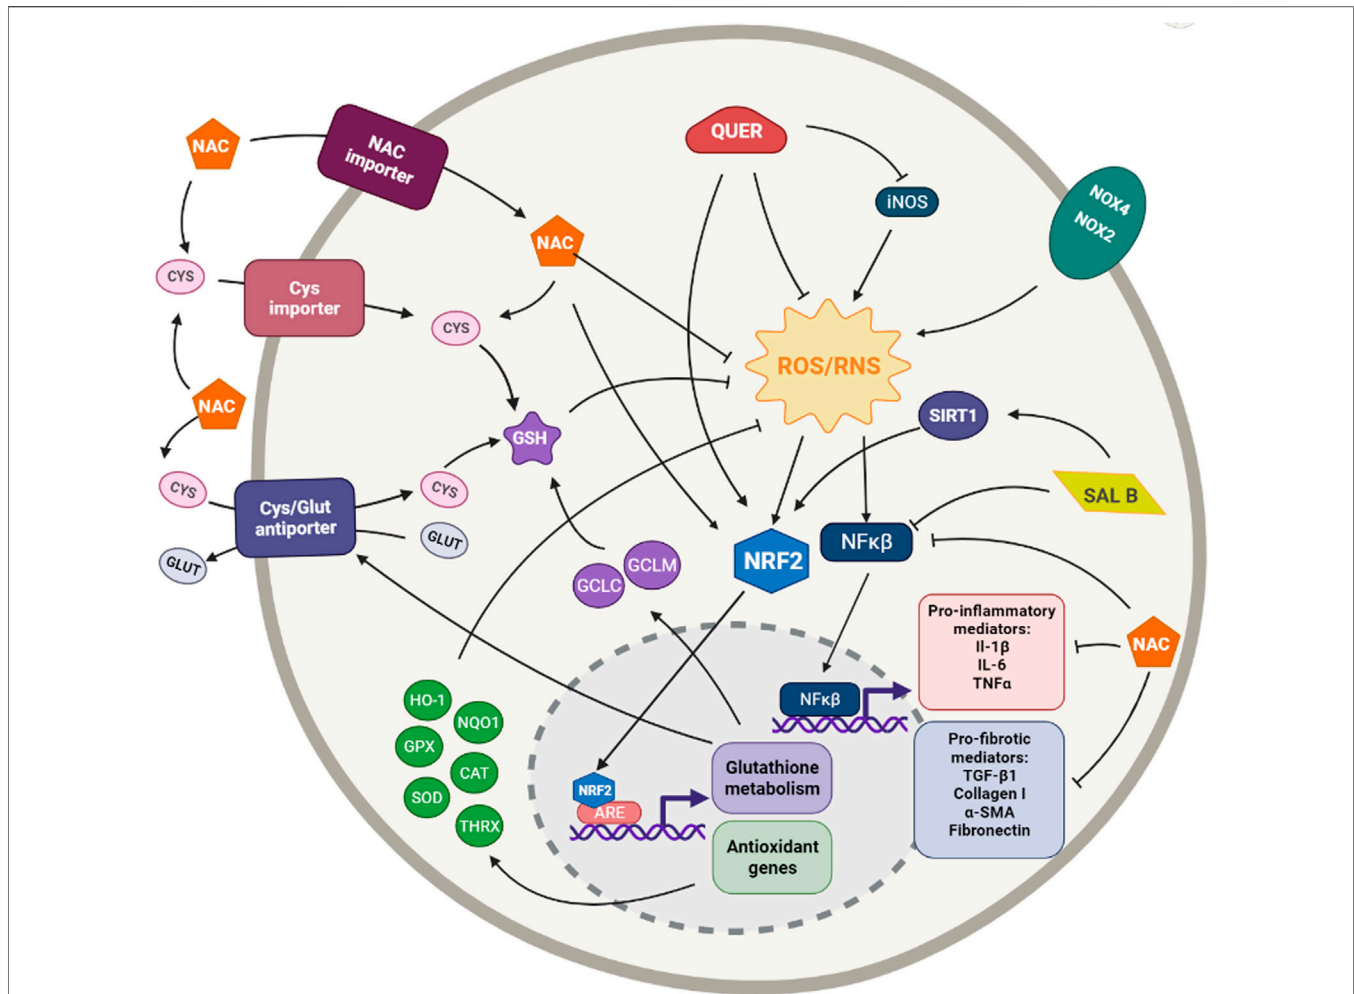 QUER
NAC
NAC
importer
iNOS
NOX4
NOX2
NAC
CYS
Cys
importer
CYS
ROS/RNS
NAC
GSH
SIRT1
CYS
Cys/Glut
antiporter
CYS
GLUT
GLUT
SAL B
NRF2
NFκβ
GCLC
GCLM
Pro-inflammatory
mediators:
Il-1β
IL-6
TNFα
NAC
HO-1
NQO1
GPX
CAT
SOD
THRX
NFκβ
Pro-fibrotic
mediators:
TGF-β1
Collagen I
α-SMA
Fibronectin
Glutathione
metabolism
NRF2
ARE
Antioxidant
genes